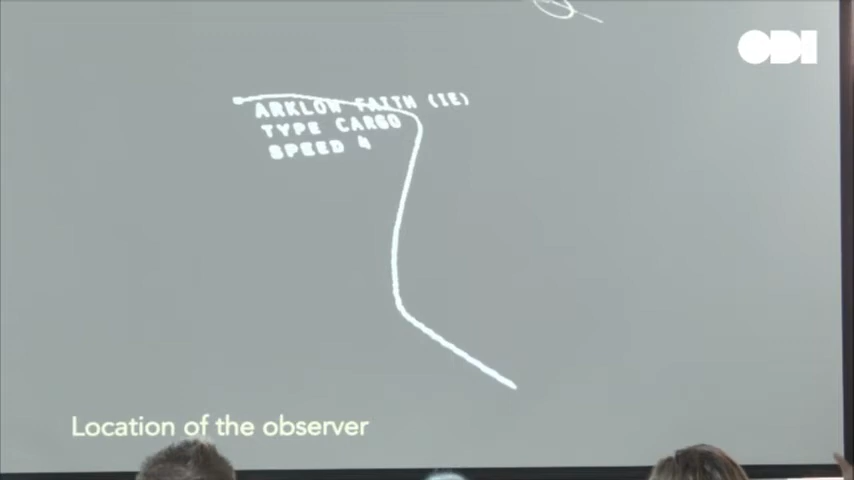 ODI
ARKLOW FAITH (IE)
TYPE CARGO
SPEED 4
Location of the observer